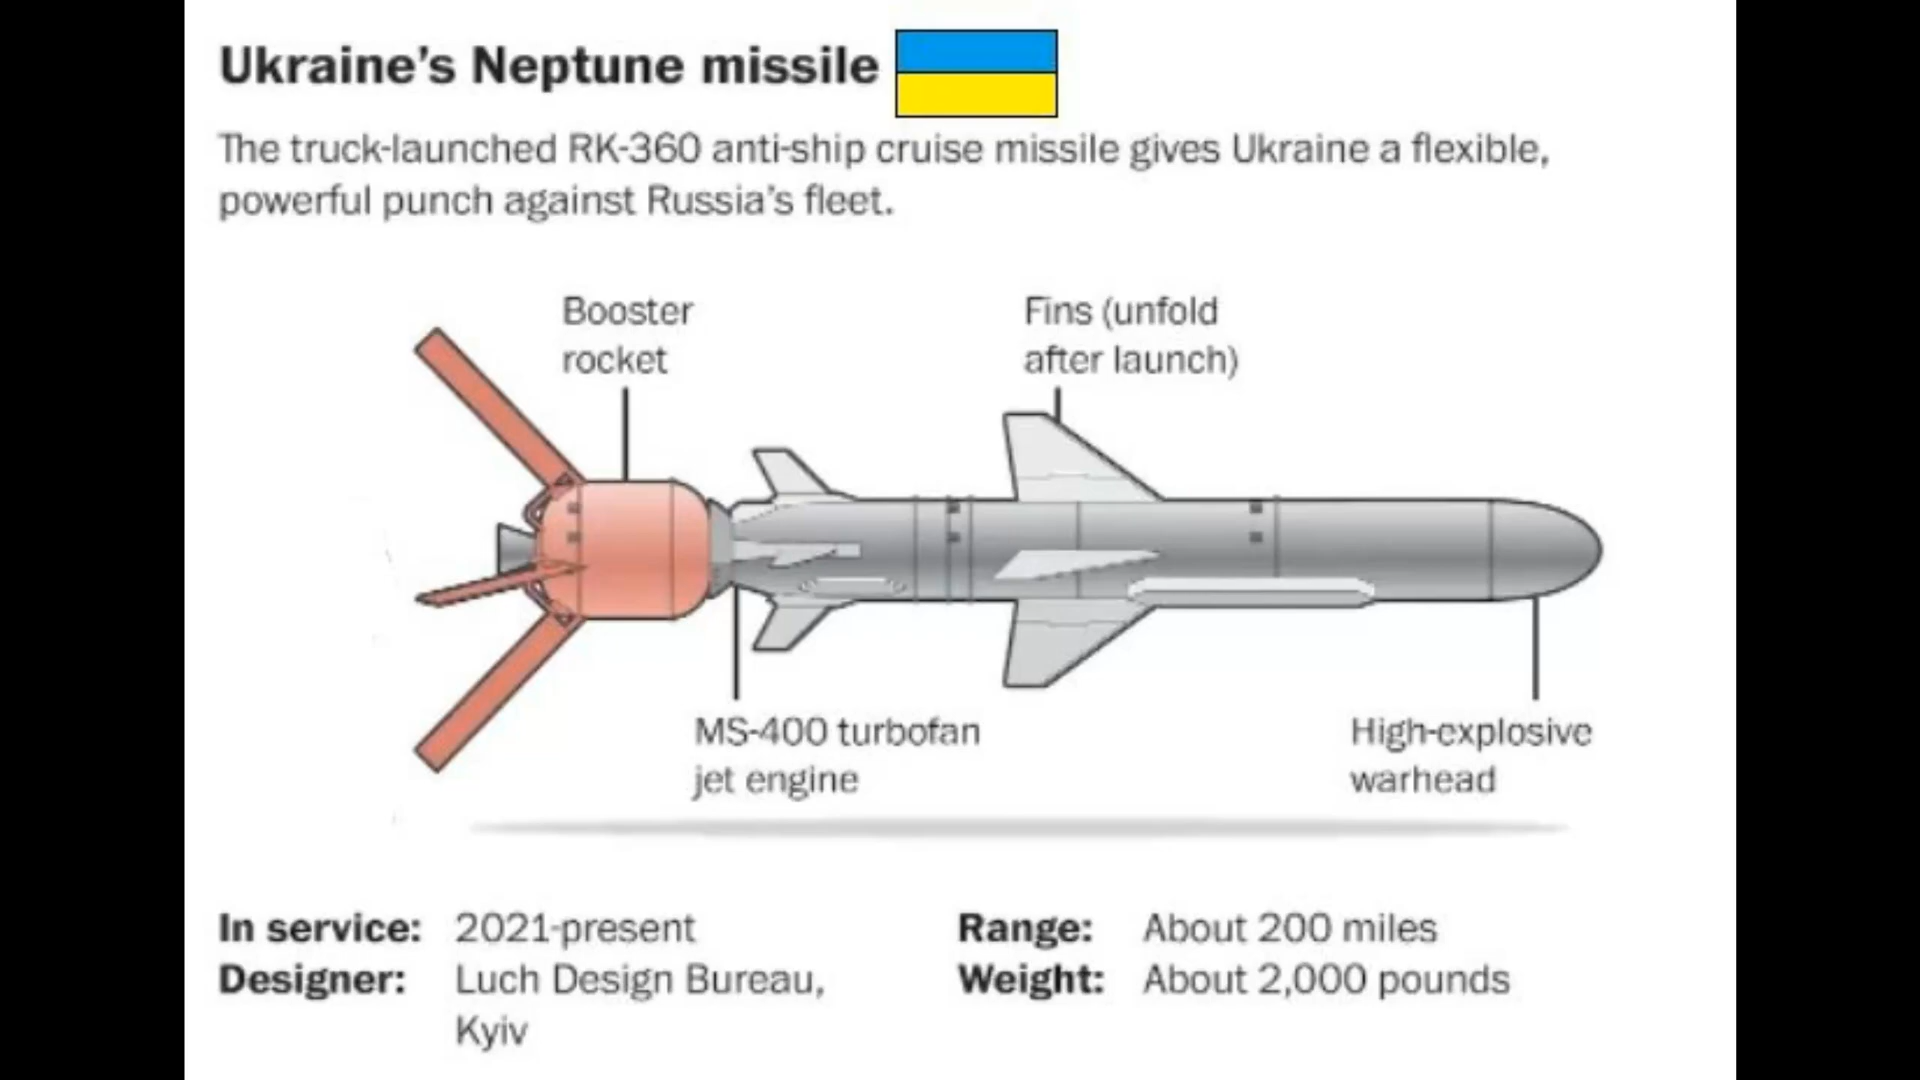 Ukraine's Neptune missile
The truck-launched RK-360 anti-ship cruise missile gives Ukraine a flexible,
powerful punch against Russia's fleet.
Booster
rocket
Fins (unfold
after launch)
MS-400 turbofan
jet engine
High-explosive
warhead
In service: 2021-present
Designer: Luch Design Bureau,
Kyiv
Range: About 200 miles
Weight: About 2,000 pounds